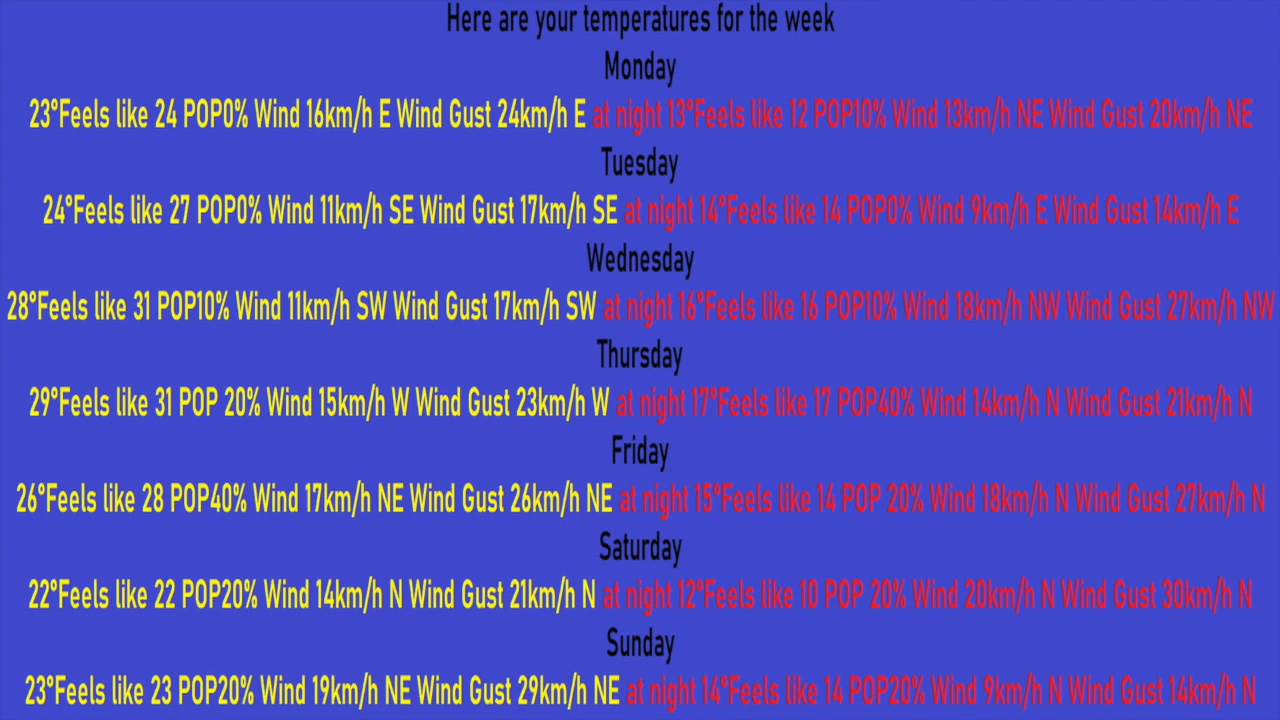 Here are your temperatures for the week
Monday
23°Feels like 24 POP0% Wind 16km/h E Wind Gust 24km/h E at night 13°Feels like 12 POP10% Wind 13km/h NE Wind Gust 20km/h NE
Tuesday
24°Feels like 27 POP0% Wind 11km/h SE Wind Gust 17km/h SE at night 14°Feels like 14 POP0% Wind 9km/h E Wind Gust 14km/h E
Wednesday
28°Feels like 31 POP10% Wind 11km/h SW Wind Gust 17km/h SW at night 16°Feels like 16 POP10% Wind 18km/h NW Wind Gust 27km/h NW
Thursday
29°Feels like 31 POP 20% Wind 15km/h W Wind Gust 23km/h W at night 17°Feels like 17 POP40% Wind 14km/h N Wind Gust 21km/h N
Friday
26°Feels like 28 POP40% Wind 17km/h NE Wind Gust 26km/h NE at night 15°Feels like 14 POP 20% Wind 18km/h N Wind Gust 27km/h N
Saturday
22°Feels like 22 POP20% Wind 14km/h N Wind Gust 21km/h N at night 12°Feels like 10 POP 20% Wind 20km/h N Wind Gust 30km/h N
Sunday
23°Feels like 23 POP20% Wind 19km/h NE Wind Gust 29km/h NE at night 14°Feels like 14 POP20% Wind 9km/h N Wind Gust 14km/h N